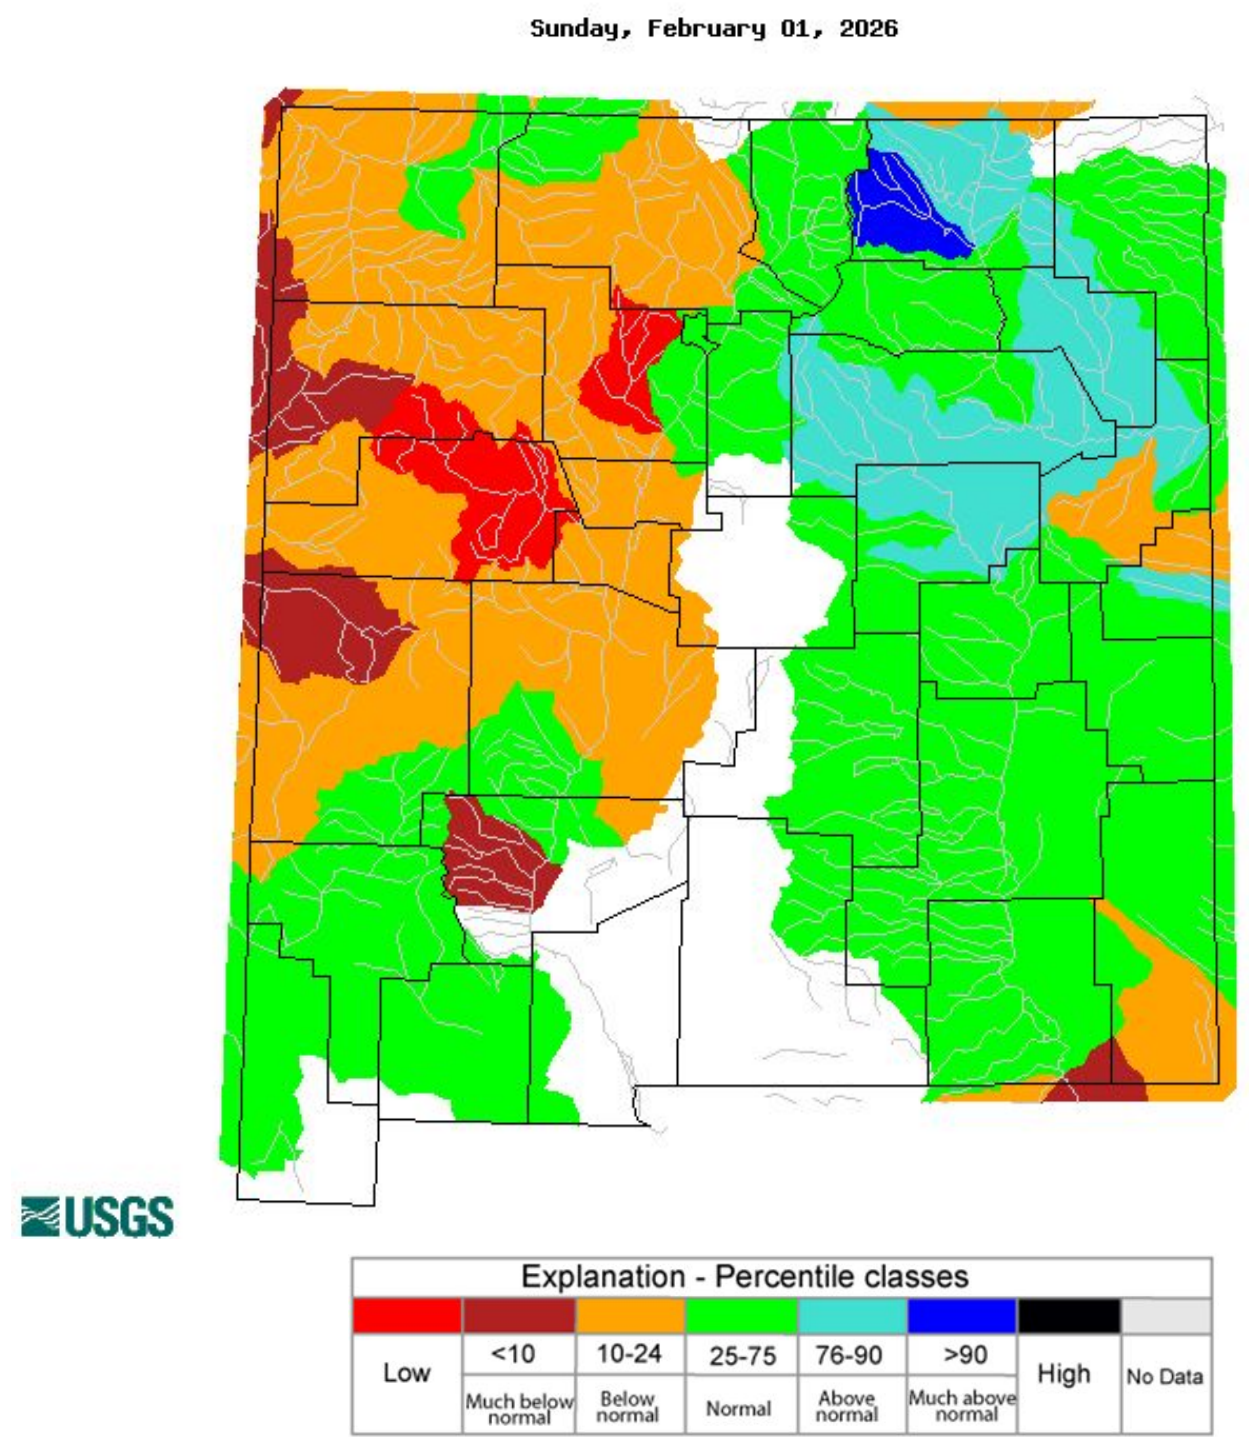 Sunday, February 01, 2026
USGS
Explanation - Percentile classes
Low
<10
10-24
25-75
76-90
>90
High
No Data
Much below
normal
Below
normal
Normal
Above
normal
Much above
normal